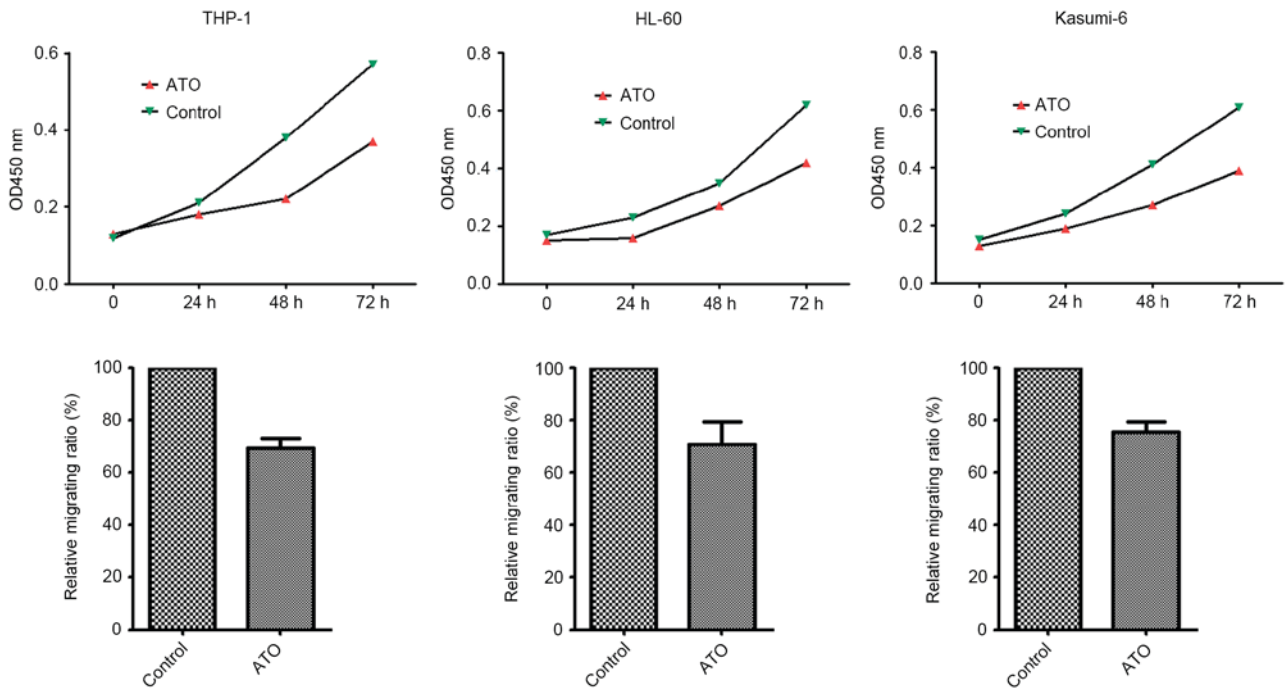 THP-1
OD450 nm
0.6
0.4
0.2
0.0
ATO
Control
0
24 h
48 h
72 h
HL-60
OD450 nm
0.8
0.6
0.4
0.2
0.0
ATO
Control
0
24 h
48 h
72 h
Kasumi-6
OD450 nm
0.8
0.6
0.4
0.2
0.0
ATO
Control
0
24 h
48 h
72 h
Relative migrating ratio (%)
100
80
60
40
20
0
Control
ATO
Relative migrating ratio (%)
100
80
60
40
20
0
Control
ATO
Relative migrating ratio (%)
100
80
60
40
20
0
Control
ATO